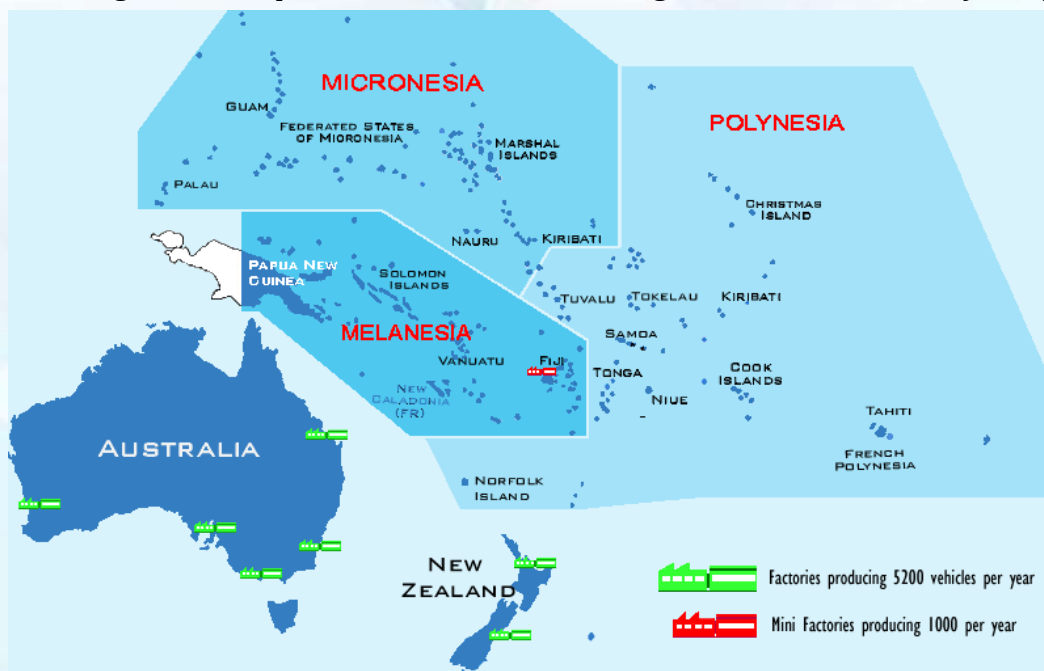 MICRONESIA
POLYNESIA
GUAM
FEDERATED STATES
OF MICRONESIA
MARSHAL
ISLANDS
PALAU
CHRISTMAS
ISLAND
NAURU
KIRIBATI
PAPUA NEW
GUINEA
SOLOMON
ISLANDS
TUVALU
TOKELAU
KIRIBATI
MELANESIA
SAMOA
VANUATU
FIJI
TONGA
COOK
ISLANDS
NEW
CALADONIA
(FR)
NIUE
TAHITI
FRENCH
POLYNESIA
AUSTRALIA
NORFOLK
ISLAND
NEW
ZEALAND
Factories producing 5200 vehicles per year
Mini Factories producing 1000 per year